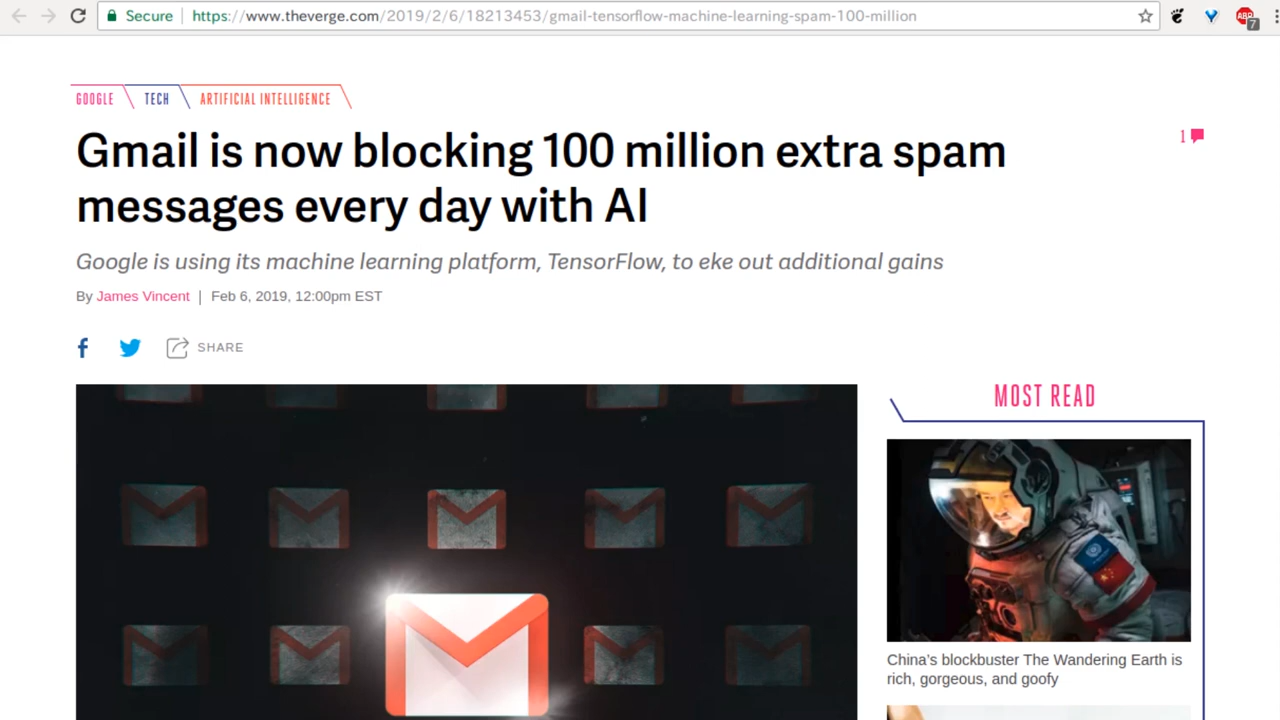 Secure https://www.theverge.com/2019/2/6/18213453/gmail-tensorflow-machine-learning-spam-100-million
7
GOOGLE TECH ARTIFICIAL INTELLIGENCE
Gmail is now blocking 100 million extra spam
messages every day with AI
1
Google is using its machine learning platform, TensorFlow, to eke out additional gains
By James Vincent | Feb 6, 2019, 12:00pm EST
SHARE
MOST READ
China's blockbuster The Wandering Earth is
rich, gorgeous, and goofy